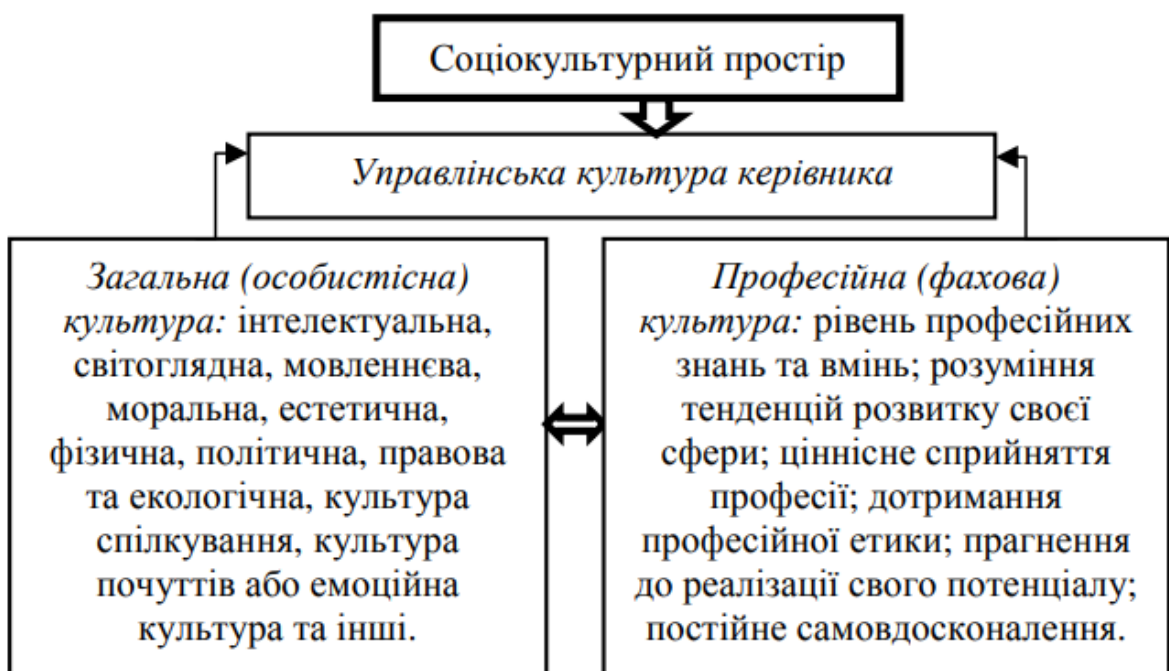 Соціокультурний простір
Управлінська культура керівника
Загальна (особистісна)
культура: інтелектуальна,
світоглядна, мовленнєва,
моральна, естетична,
фізична, політична, правова
та екологічна, культура
спілкування, культура
почуттів або емоційна
культура та інші.
Професійна (фахова)
культура: рівень професійних
знань та вмінь; розуміння
тенденцій розвитку своєї
сфери; ціннісне сприйняття
професії; дотримання
професійної етики; прагнення
до реалізації свого потенціалу;
постійне самовдосконалення.